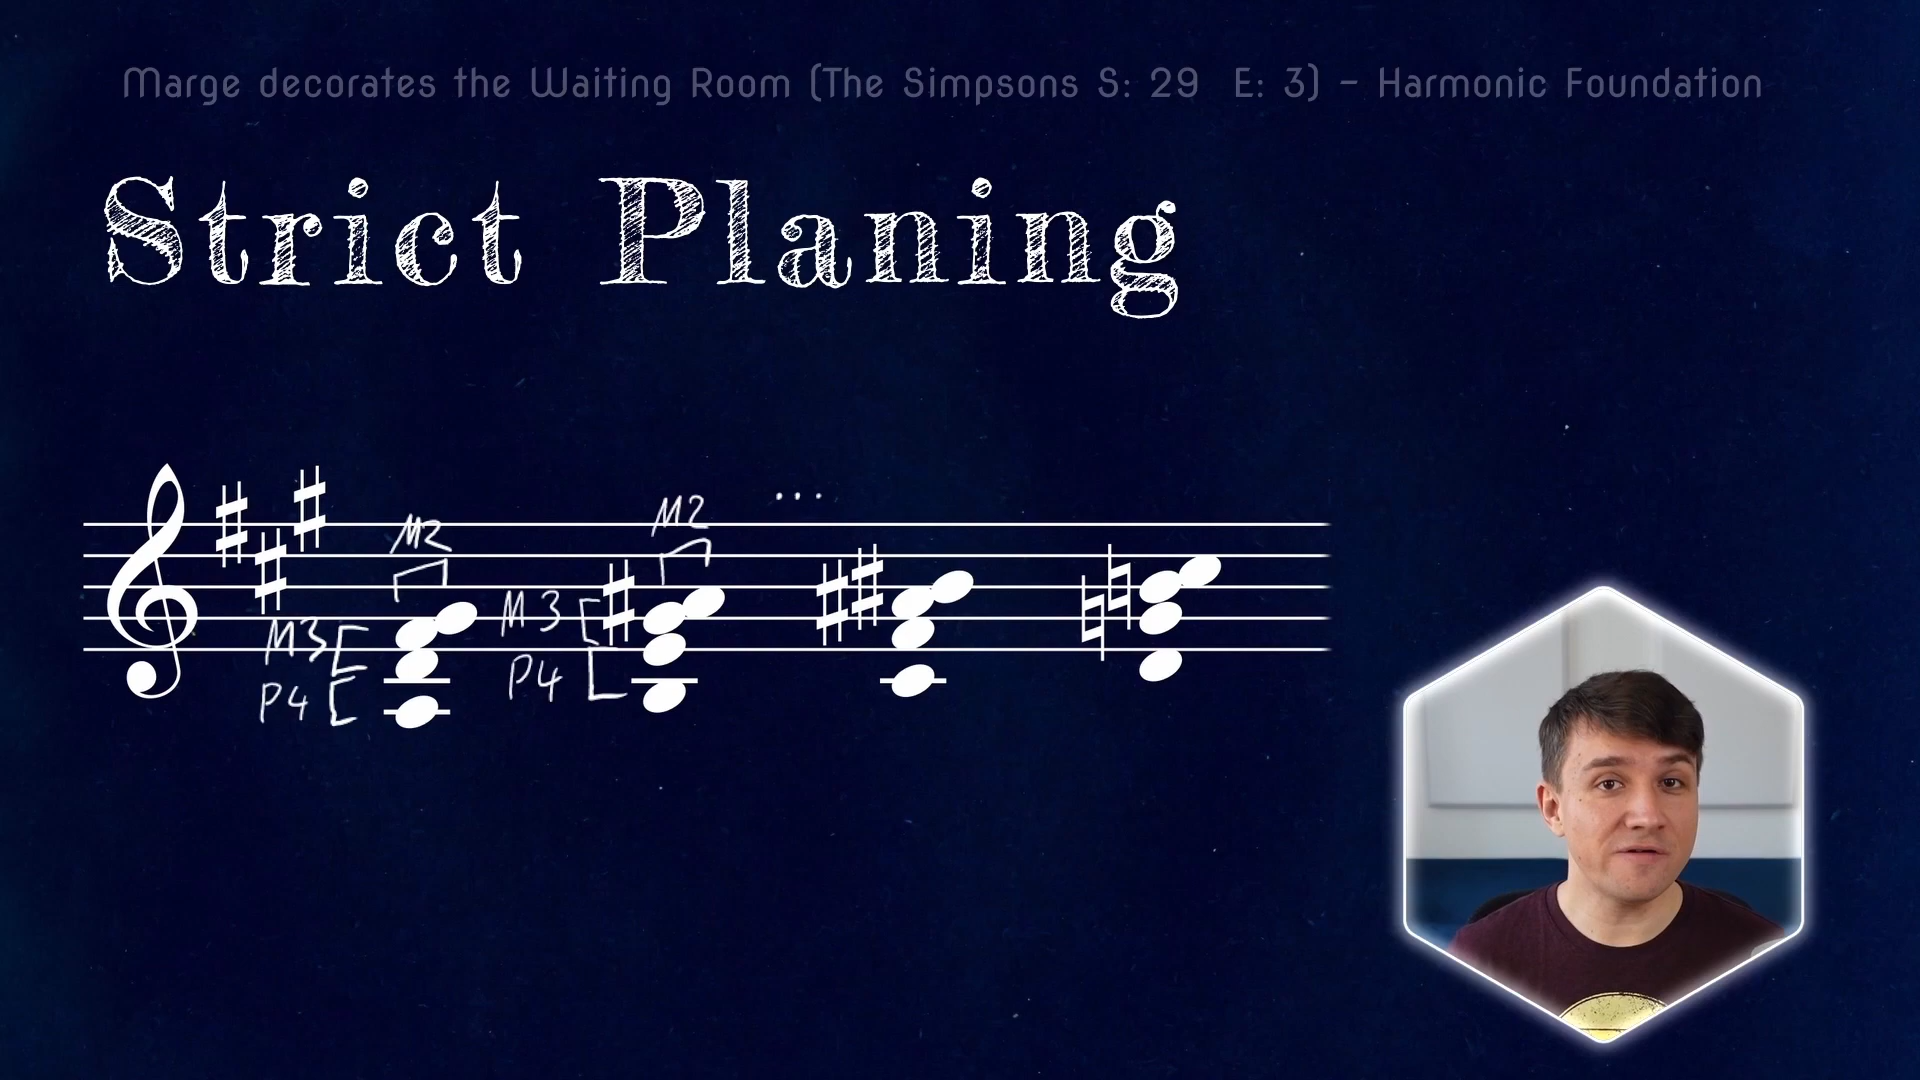 Marge decorates the Waiting Room (The Simpsons S: 29 E: 3) - Harmonic Foundation
Strict Planing
M2 M2 ...
M3 M3
P4 P4